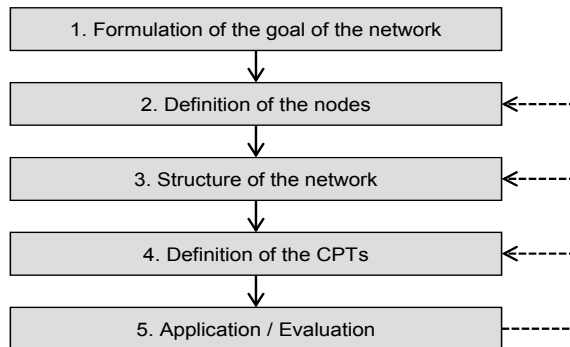 1. Formulation of the goal of the network
2. Definition of the nodes
3. Structure of the network
4. Definition of the CPTs
5. Application / Evaluation